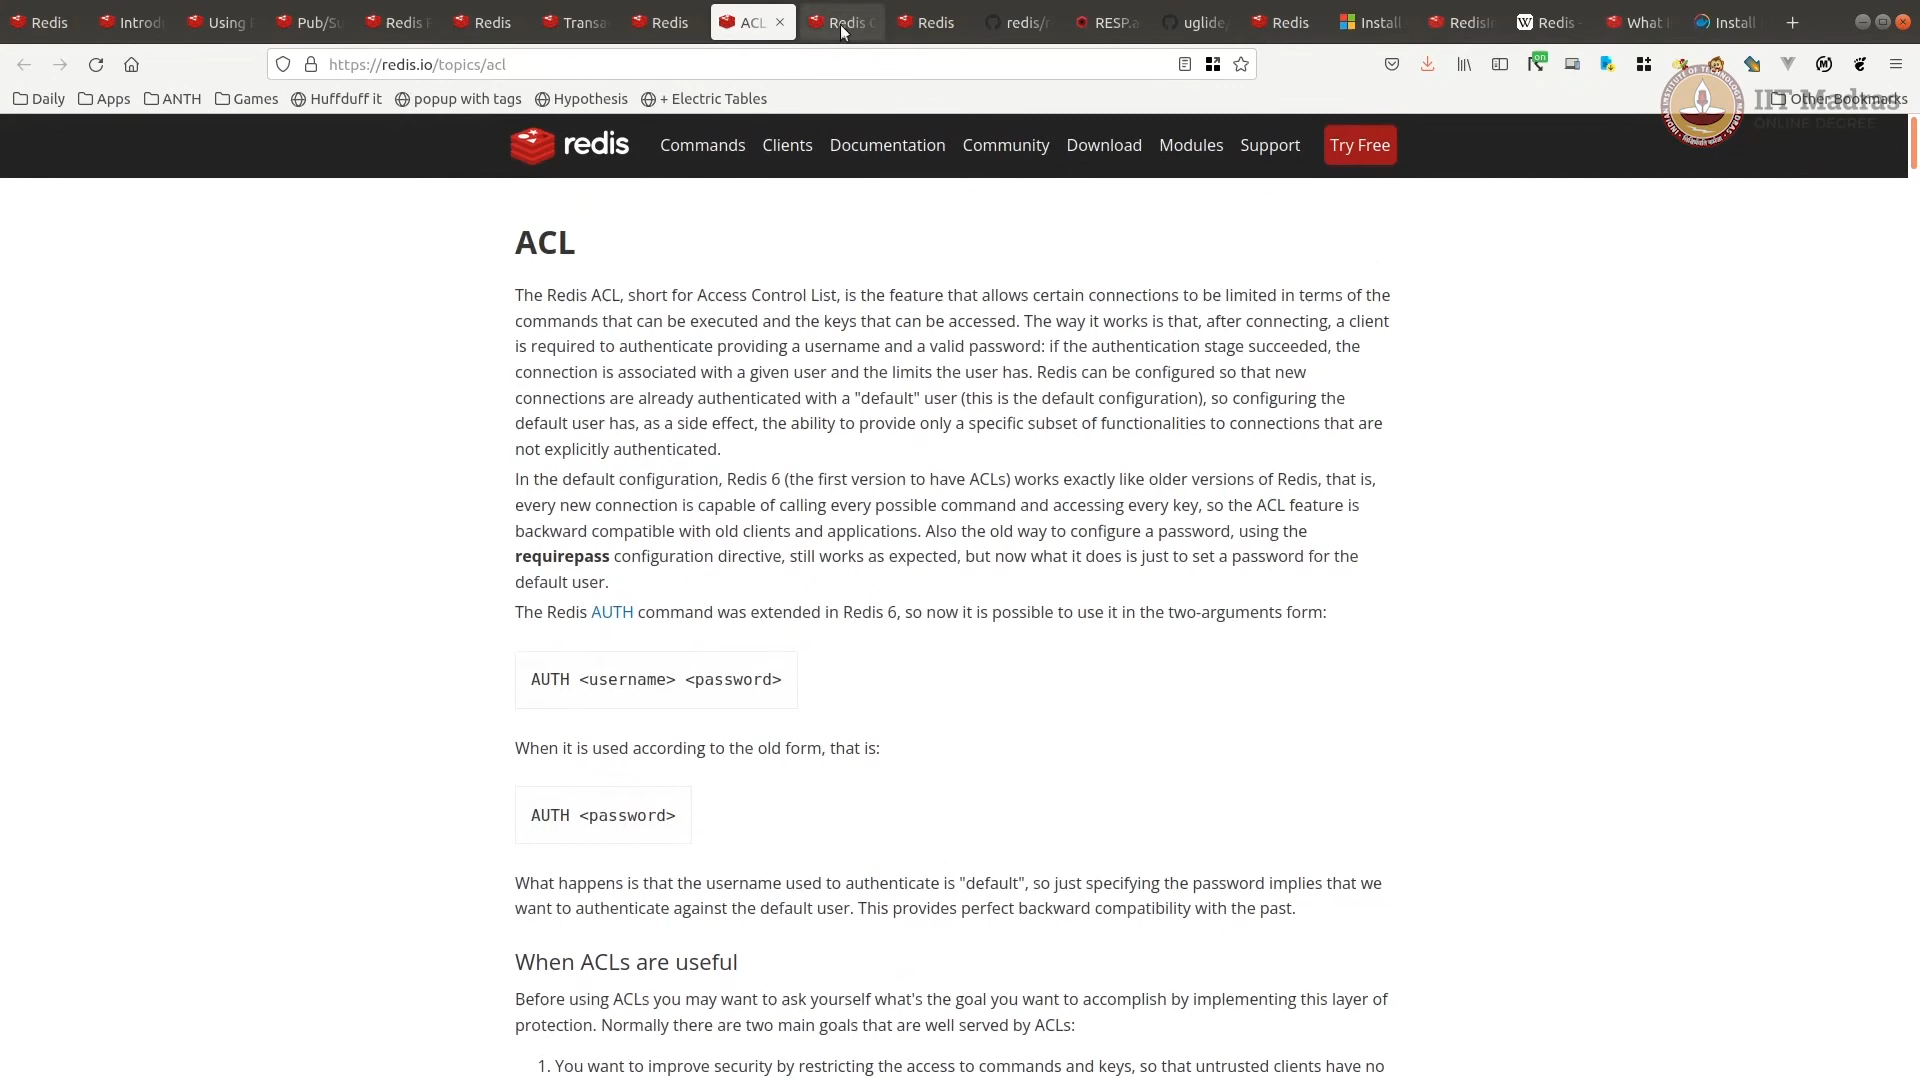 Redis
Introd
Using
Pub/Su
Redis P
Redis
Transa
Redis
ACL
Redis C
Redis
redis/r
RESP.a
uglide/
Redis
Install
RedisIn
Redis
What i
Install
https://redis.io/topics/acl
on
Daily
Apps
ANTH
Games
Huffduff it
popup with tags
Hypothesis
+ Electric Tables
Other Bookmarks
IIT Madras
ONLINE DEGREE
redis
Commands
Clients
Documentation
Community
Download
Modules
Support
Try Free
ACL
The Redis ACL, short for Access Control List, is the feature that allows certain connections to be limited in terms of the
commands that can be executed and the keys that can be accessed. The way it works is that, after connecting, a client
is required to authenticate providing a username and a valid password: if the authentication stage succeeded, the
connection is associated with a given user and the limits the user has. Redis can be configured so that new
connections are already authenticated with a "default" user (this is the default configuration), so configuring the
default user has, as a side effect, the ability to provide only a specific subset of functionalities to connections that are
not explicitly authenticated.
In the default configuration, Redis 6 (the first version to have ACLs) works exactly like older versions of Redis, that is,
every new connection is capable of calling every possible command and accessing every key, so the ACL feature is
backward compatible with old clients and applications. Also the old way to configure a password, using the
requirepass configuration directive, still works as expected, but now what it does is just to set a password for the
default user.
The Redis AUTH command was extended in Redis 6, so now it is possible to use it in the two-arguments form:
AUTH <username> <password>
When it is used according to the old form, that is:
AUTH <password>
What happens is that the username used to authenticate is "default", so just specifying the password implies that we
want to authenticate against the default user. This provides perfect backward compatibility with the past.
When ACLs are useful
Before using ACLs you may want to ask yourself what's the goal you want to accomplish by implementing this layer of
protection. Normally there are two main goals that are well served by ACLs:
1. You want to improve security by restricting the access to commands and keys, so that untrusted clients have no